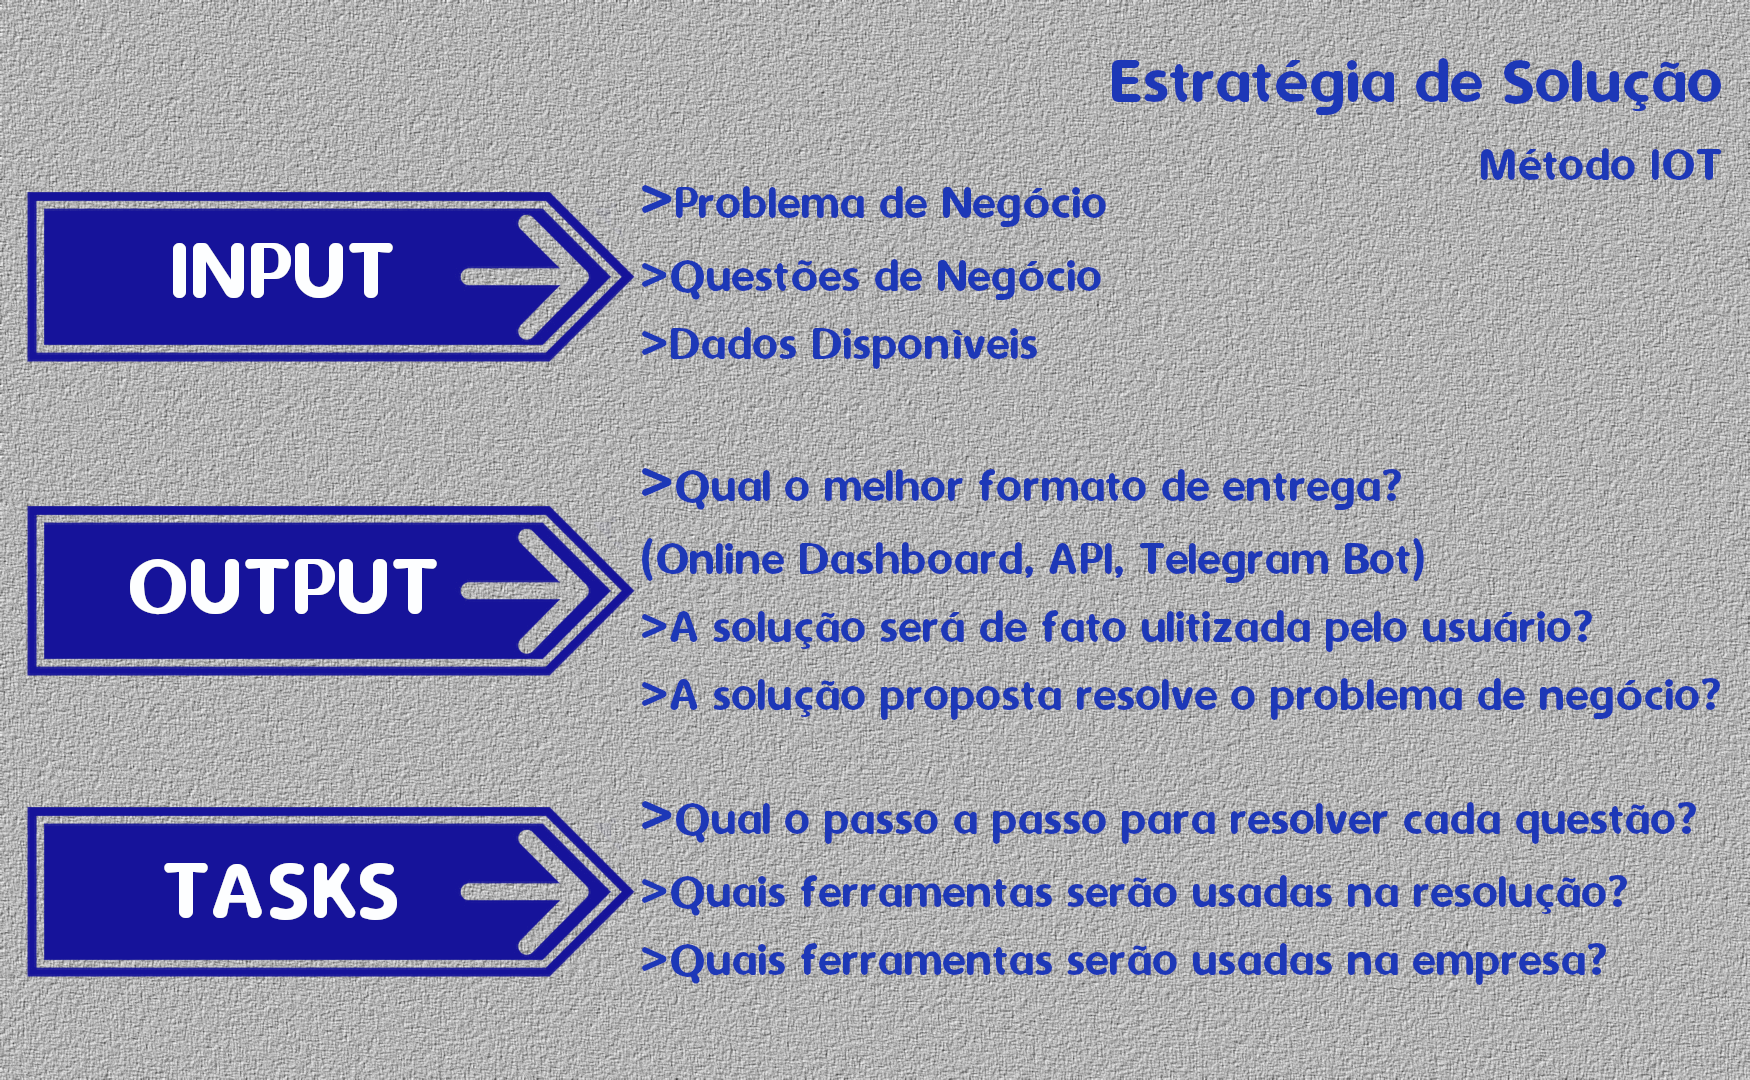 Estratégia de Solução
Método IOT
INPUT
>Problema de Negócio
>Questões de Negócio
>Dados Disponìveis
OUTPUT
>Qual o melhor formato de entrega?
(Online Dashboard, API, Telegram Bot)
>A solução será de fato ulitizada pelo usuário?
>A solução proposta resolve o problema de negócio?
TASKS
>Qual o passo a passo para resolver cada questão?
>Quais ferramentas serão usadas na resolução?
>Quais ferramentas serão usadas na empresa?